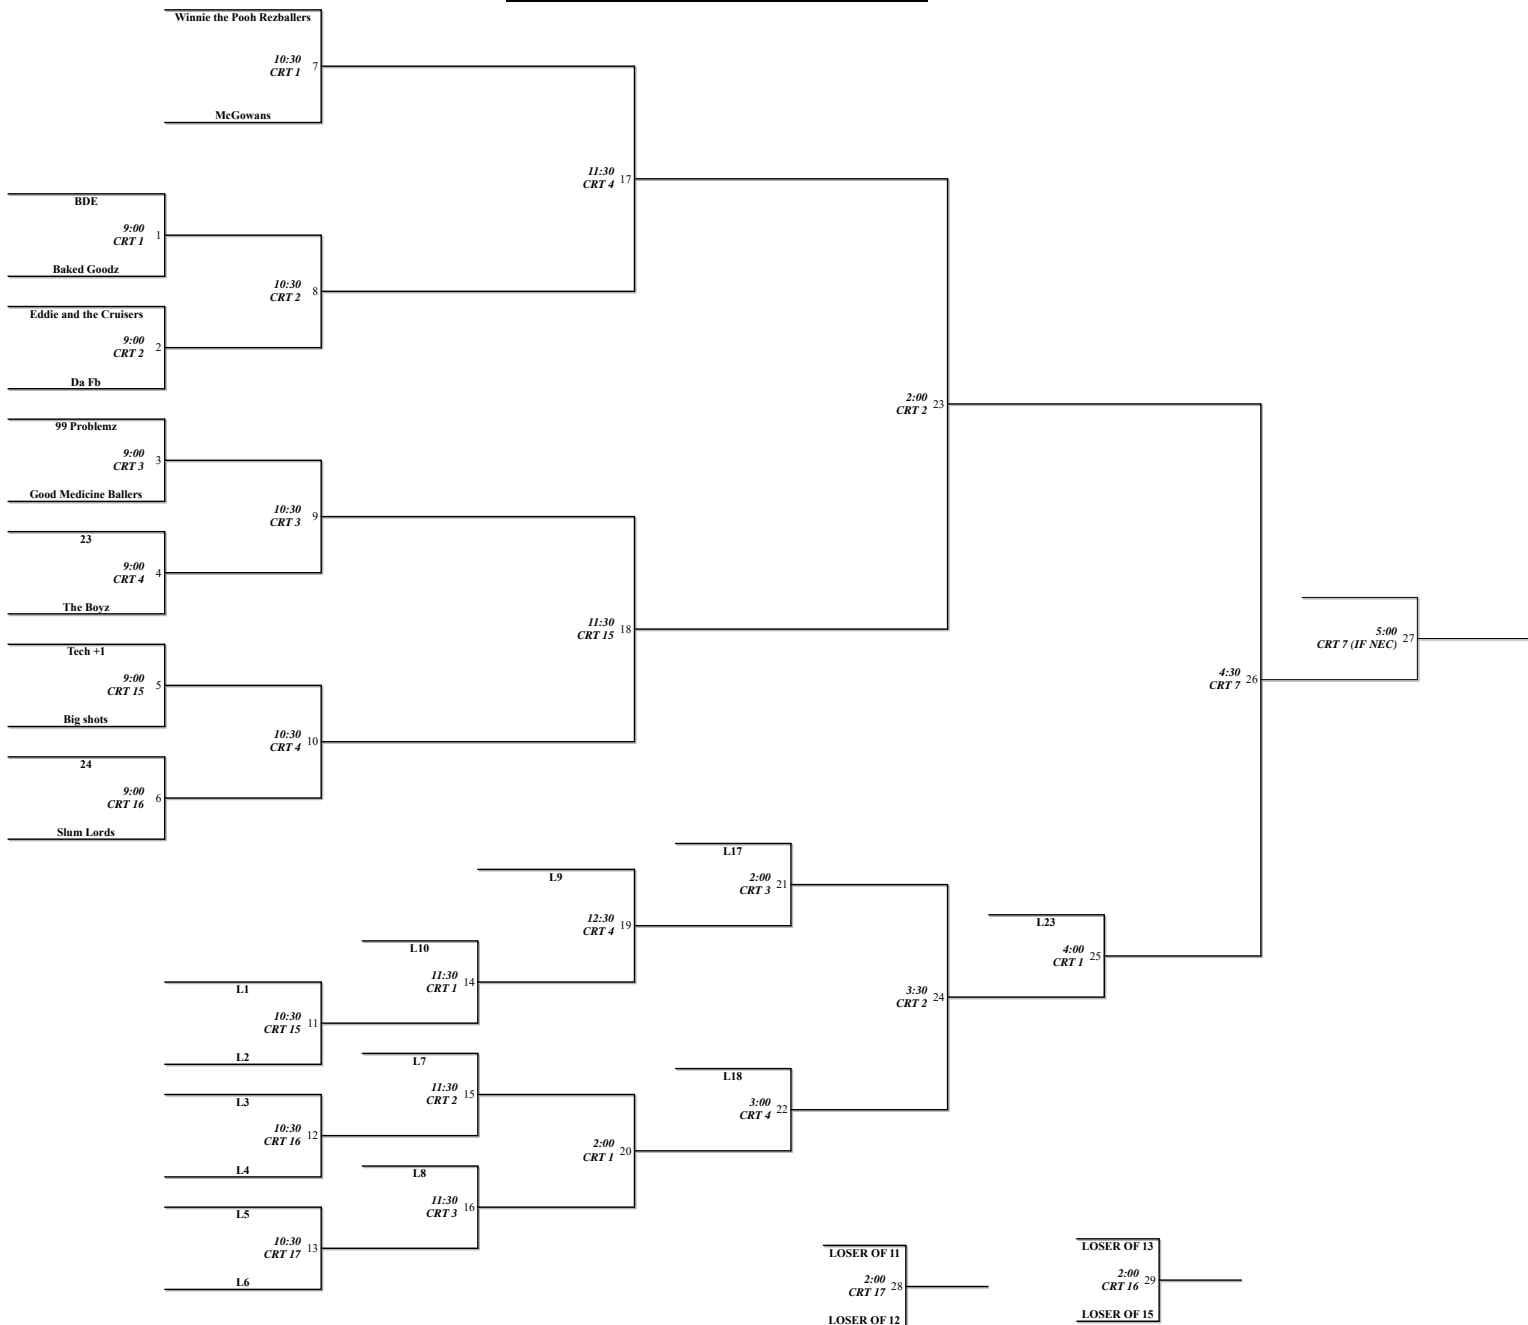 Winnie the Pooh Rezballers
10:30
CRT 1 7
McGowans
11:30
CRT 4 17
BDE
9:00
CRT 1 1
Baked Goodz
10:30
CRT 2 8
Eddie and the Cruisers
9:00
CRT 2 2
Da Fb
2:00
CRT 2 23
99 Problemz
9:00
CRT 3 3
Good Medicine Ballers
10:30
CRT 3 9
23
9:00
CRT 4 4
The Boyz
11:30
CRT 15 18
5:00
CRT 7 (IF NEC) 27
Tech +1
9:00
CRT 15 5
Big shots
4:30
CRT 7 26
10:30
CRT 4 10
24
9:00
CRT 16 6
Slum Lords
L17
2:00
CRT 3 21
L9
12:30
CRT 4 19
L23
4:00
CRT 1 25
L10
11:30
CRT 1 14
L1
10:30
CRT 15 11
L2
3:30
CRT 2 24
L7
11:30
CRT 2 15
L18
3:00
CRT 4 22
L3
10:30
CRT 16 12
L4
2:00
CRT 1 20
L8
11:30
CRT 3 16
L5
10:30
CRT 17 13
L6
LOSER OF 11
2:00
CRT 17 28
LOSER OF 12
LOSER OF 13
2:00
CRT 16 29
LOSER OF 15